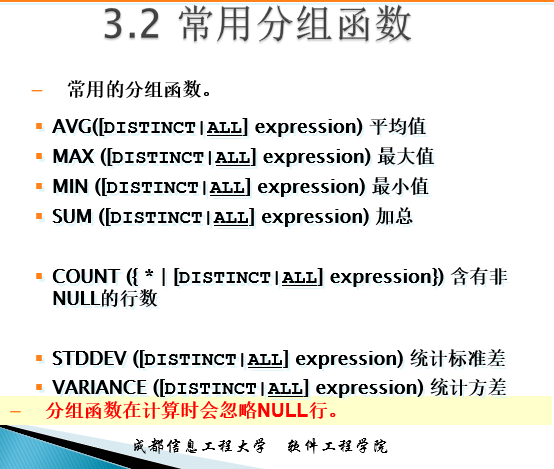 3.2 常用分组函数
– 常用的分组函数。
▪ AVG([DISTINCT|ALL] expression) 平均值
▪ MAX ([DISTINCT|ALL] expression) 最大值
▪ MIN ([DISTINCT|ALL] expression) 最小值
▪ SUM ([DISTINCT|ALL] expression) 加总
▪ COUNT ({ * | [DISTINCT|ALL] expression}) 含有非
NULL的行数
▪ STDDEV ([DISTINCT|ALL] expression) 统计标准差
▪ VARIANCE ([DISTINCT|ALL] expression) 统计方差
– 分组函数在计算时会忽略NULL行。
成都信息工程大学 软件工程学院